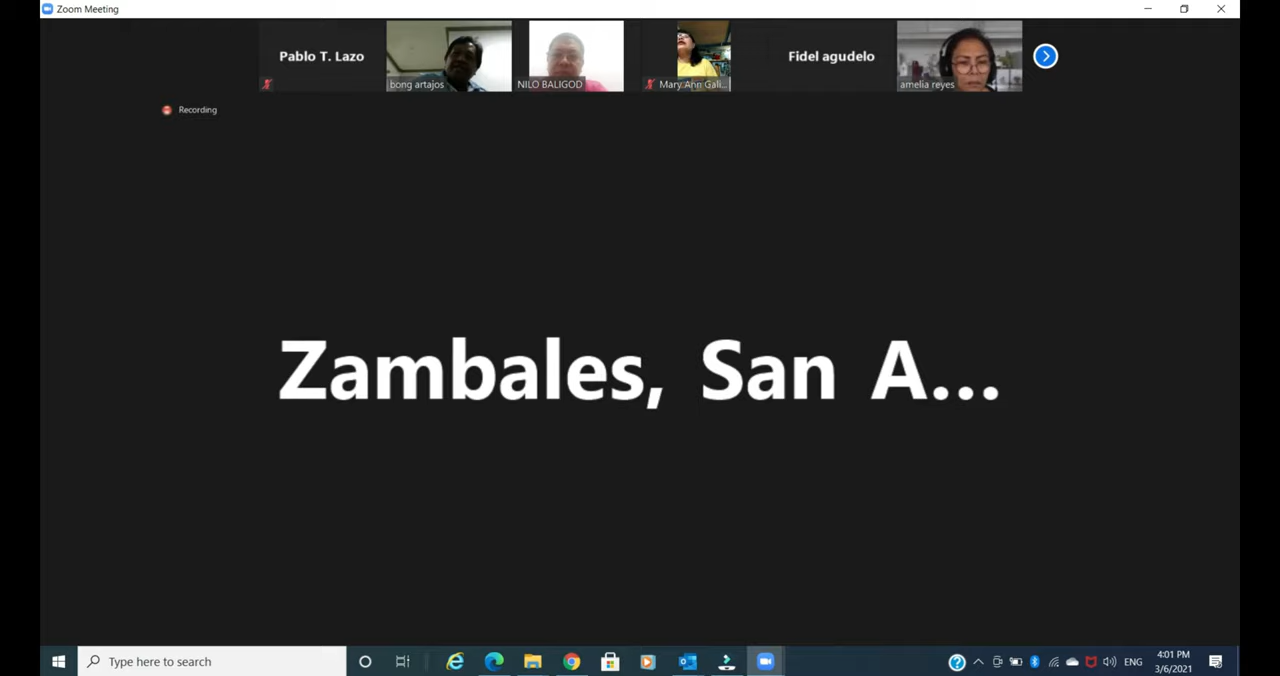 Zoom Meeting
Pablo T. Lazo
bong artajos
NILO BALIGOD
Mary Ann Gali...
Fidel agudelo
amelia reyes
Recording
Zambales, San A...
Type here to search
ENG
4:01 PM
3/6/2021